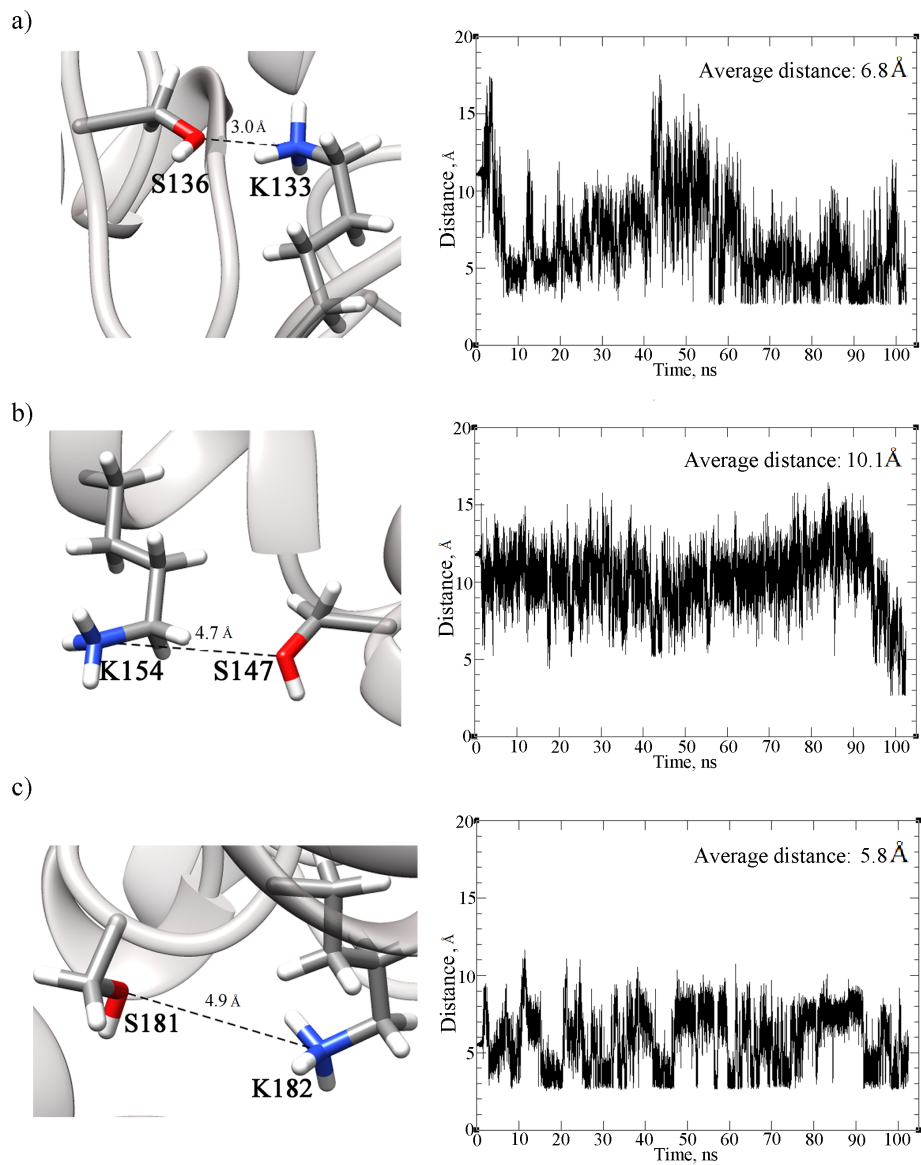 a)
3.0 Å
S136
K133
Average distance: 6.8 Å
Distance , Å
20
15
10
5
0
0 10 20 30 40 50 60 70 80 90 100
Time, ns
b)
4.7 Å
K154
S147
Average distance: 10.1 Å
Distance, Å
20
15
10
5
0
0 10 20 30 40 50 60 70 80 90 100
Time, ns
c)
4.9 Å
S181
K182
Average distance: 5.8 Å
Distance, Å
20
15
10
5
0
0 10 20 30 40 50 60 70 80 90 100
Time, ns